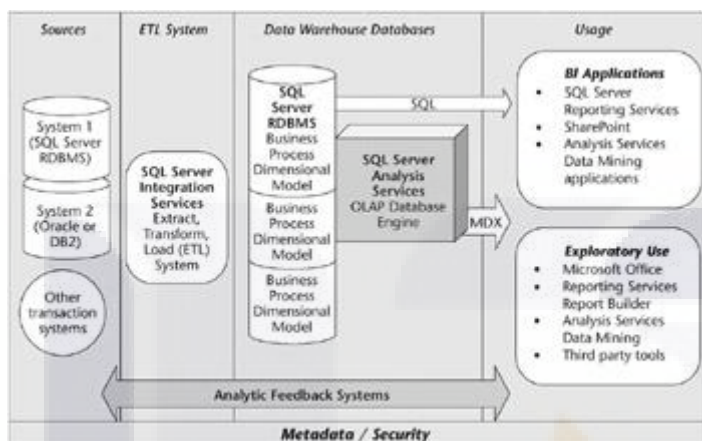 Sources
ETL System
Data Warehouse Databases
Usage
System 1
(SQL Server
RDBMS)
System 2
(Oracle or
DB2)
Other
transaction
systems
SQL Server
Integration
Services
Extract,
Transform,
Load (ETL)
System
SQL
Server
RDBMS
Business
Process
Dimensional
Model
Business
Process
Dimensional
Model
Business
Process
Dimensional
Model
SQL Server
Analysis
Services
OLAP Database
Engine
SQL
MDX
BI Applications
• SQL Server
Reporting Services
• SharePoint
• Analysis Services
Data Mining
applications
Exploratory Use
• Microsoft Office
• Reporting Services
Report Builder
• Analysis Services
Data Mining
• Third party tools
Analytic Feedback Systems
Metadata / Security